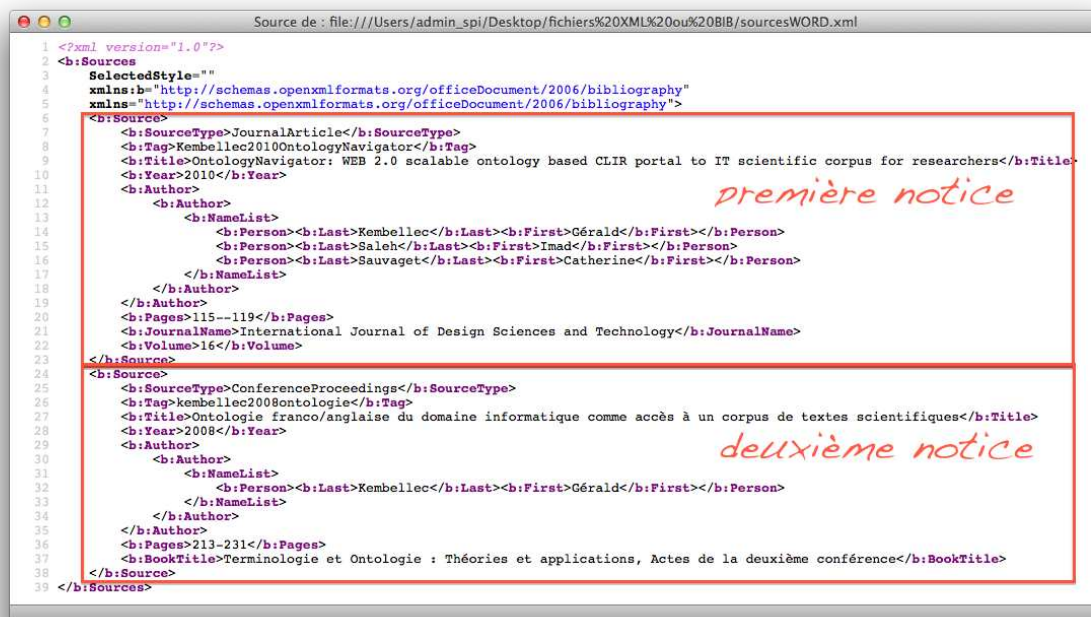 Source de : file:///Users/admin_spi/Desktop/fichiers%20XML%20ou%20BIB/sourcesWORD.xml
1 <?xml version="1.0"?>
2 <b:Sources
3 SelectedStyle=""
4 xmlns:b="http://schemas.openxmlformats.org/officeDocument/2006/bibliography"
5 xmlns="http://schemas.openxmlformats.org/officeDocument/2006/bibliography">
6 <b:Source>
7 <b:SourceType>JournalArticle</b:SourceType>
8 <b:Tag>Kembellec2010OntologyNavigator</b:Tag>
9 <b:Title>OntologyNavigator: WEB 2.0 scalable ontology based CLIR portal to IT scientific corpus for researchers</b:Title>
10 <b:Year>2010</b:Year>
11 <b:Author>
première notice
12 <b:Author>
13 <b:NameList>
14 <b:Person><b:Last>Kembellec</b:Last><b:First>Gérald</b:First></b:Person>
15 <b:Person><b:Last>Saleh</b:Last><b:First>Imad</b:First></b:Person>
16 <b:Person><b:Last>Sauvaget</b:Last><b:First>Catherine</b:First></b:Person>
17 </b:NameList>
18 </b:Author>
19 </b:Author>
20 <b:Pages>115--119</b:Pages>
21 <b:JournalName>International Journal of Design Sciences and Technology</b:JournalName>
22 <b:Volume>16</b:Volume>
23 </b:Source>
24 <b:Source>
25 <b:SourceType>ConferenceProceedings</b:SourceType>
26 <b:Tag>kembellec2008ontologie</b:Tag>
27 <b:Title>Ontologie franco/anglaise du domaine informatique comme accès à un corpus de textes scientifiques</b:Title>
28 <b:Year>2008</b:Year>
29 <b:Author>
deuxième notice
30 <b:Author>
31 <b:NameList>
32 <b:Person><b:Last>Kembellec</b:Last><b:First>Gérald</b:First></b:Person>
33 </b:NameList>
34 </b:Author>
35 </b:Author>
36 <b:Pages>213-231</b:Pages>
37 <b:BookTitle>Terminologie et Ontologie : Théories et applications, Actes de la deuxième conférence</b:BookTitle>
38 </b:Source>
39 </b:Sources>